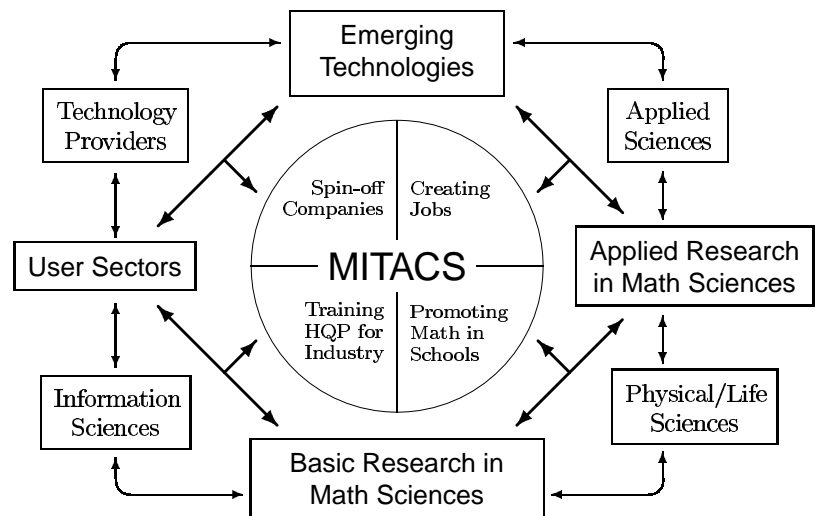 Emerging
Technologies
Technology
Providers
Applied
Sciences
Spin-off
Companies
Creating
Jobs
User Sectors
MITACS
Applied Research
in Math Sciences
Training
HQP for
Industry
Promoting
Math in
Schools
Information
Sciences
Physical/Life
Sciences
Basic Research in
Math Sciences